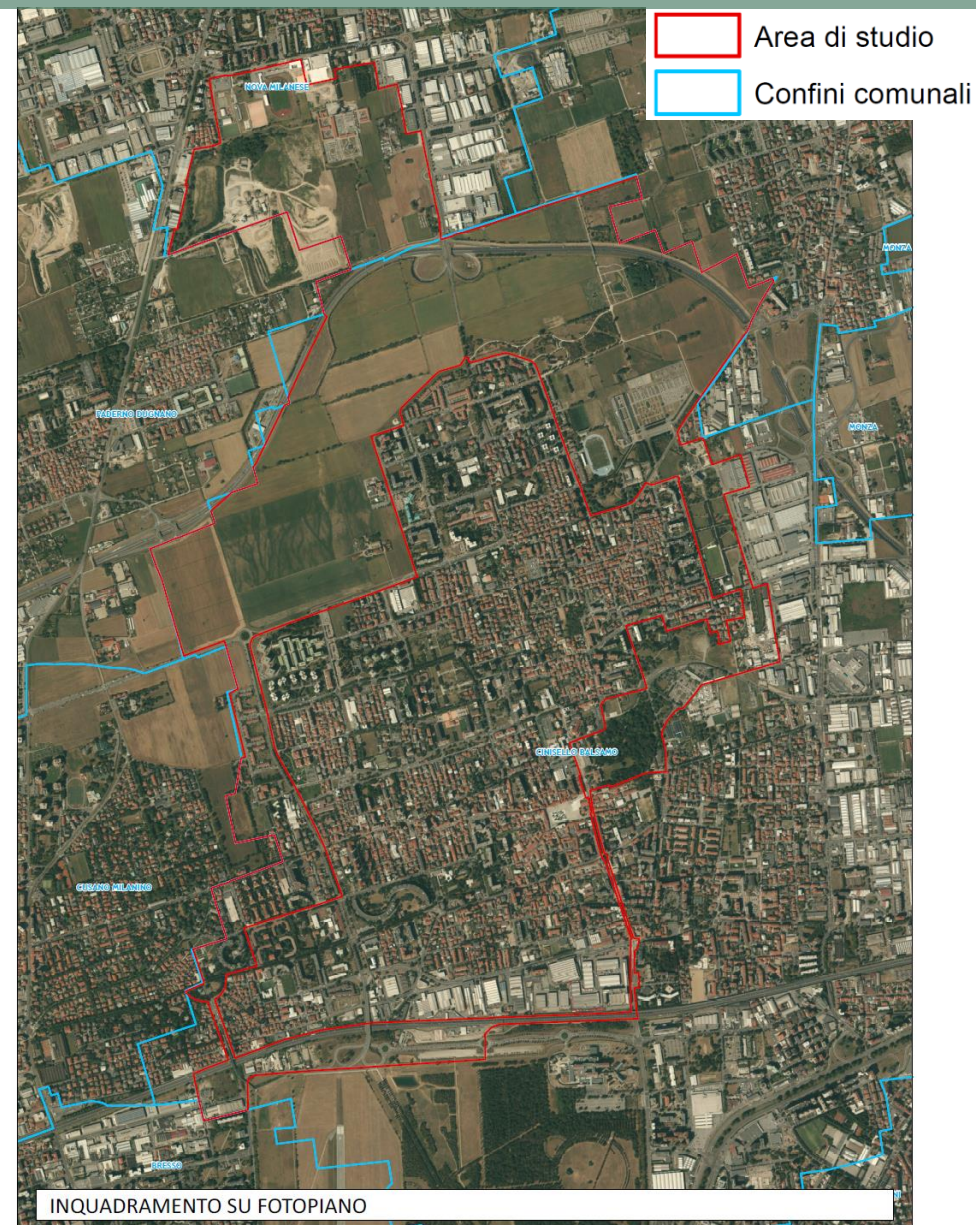 Area di studio
Confini comunali
NOVA MILANESE
MONZA
PADERNO DUGNANO
MONZA
CINISELLO BALSAMO
CUSANO MILANINO
BRESSO
INQUADRAMENTO SU FOTOPIANO